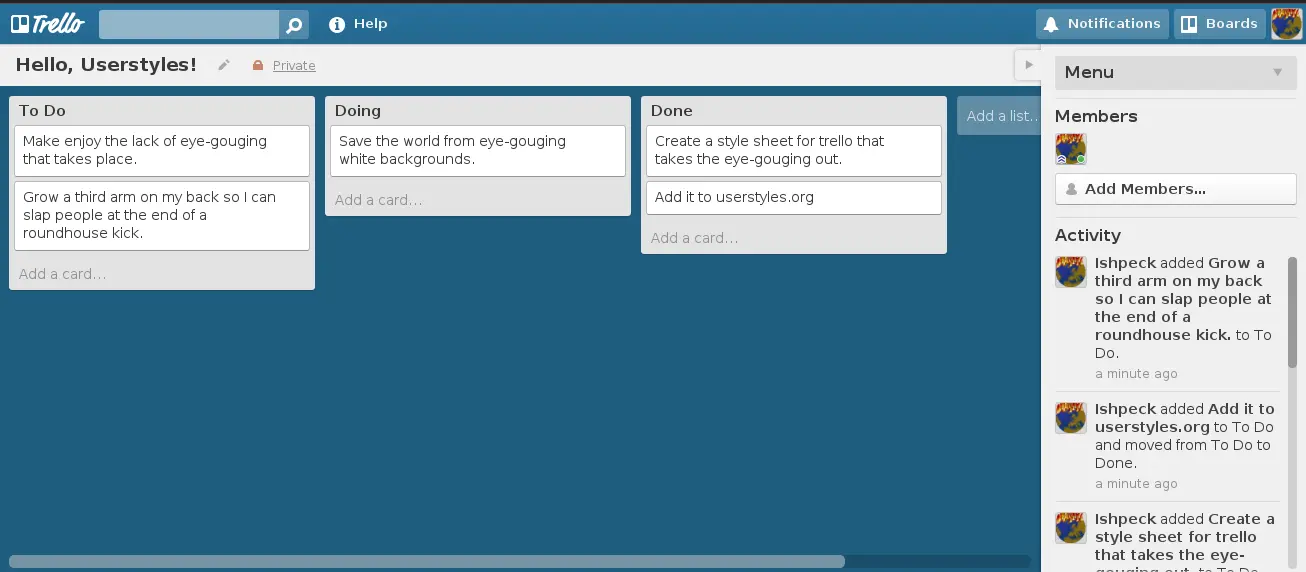 Trello
Help
Notifications
Boards
Hello, Userstyles!
Private
To Do
Make enjoy the lack of eye-gouging
that takes place.
Grow a third arm on my back so I can
slap people at the end of a
roundhouse kick.
Add a card…
Doing
Save the world from eye-gouging
white backgrounds.
Add a card…
Done
Create a style sheet for trello that
takes the eye-gouging out.
Add it to userstyles.org
Add a card…
Add a list…
Menu
Members
Add Members…
Activity
Ishpeck added Grow a
third arm on my back
so I can slap people at
the end of a
roundhouse kick. to To
Do.
a minute ago
Ishpeck added Add it to
userstyles.org to To Do
and moved from To Do to
Done.
a minute ago
Ishpeck added Create a
style sheet for trello
that takes the eye-
gouging out. to To Do